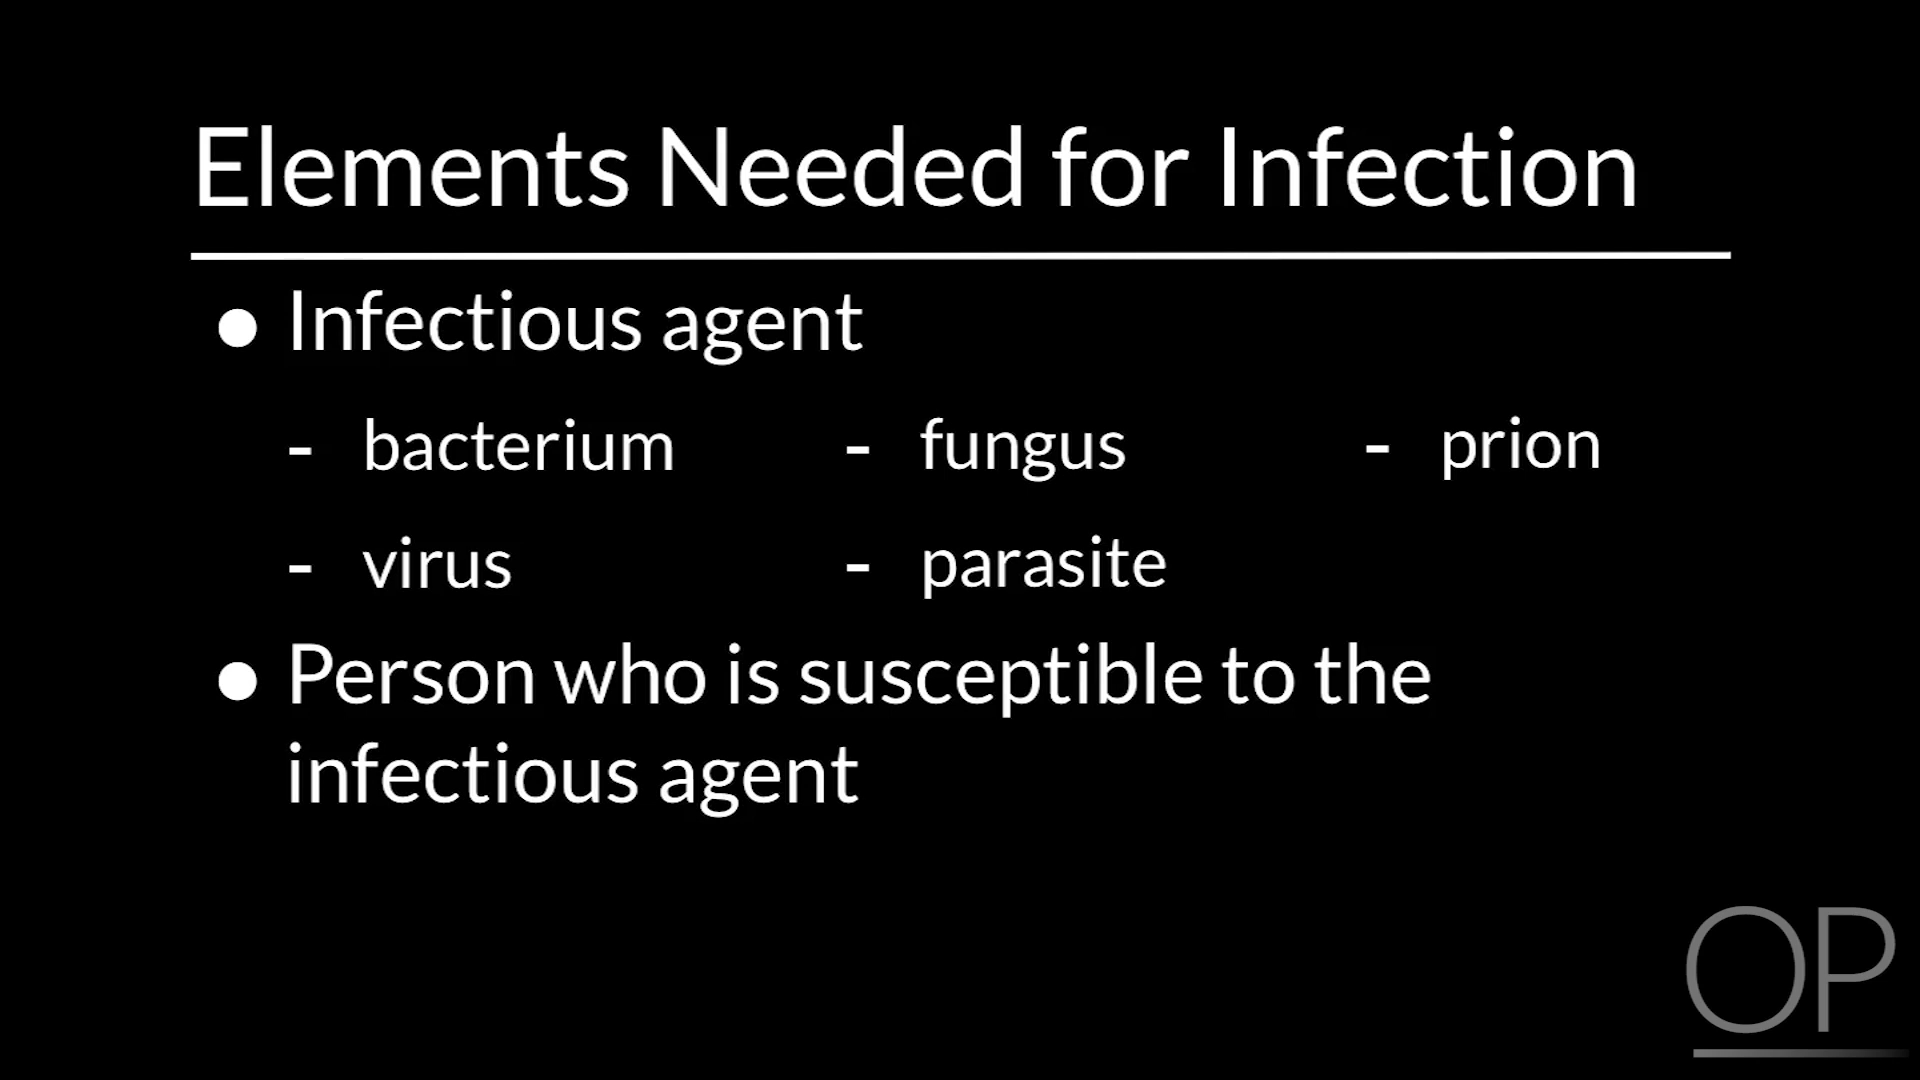 Elements Needed for Infection
● Infectious agent
- bacterium - fungus - prion
- virus - parasite
● Person who is susceptible to the
infectious agent
OP